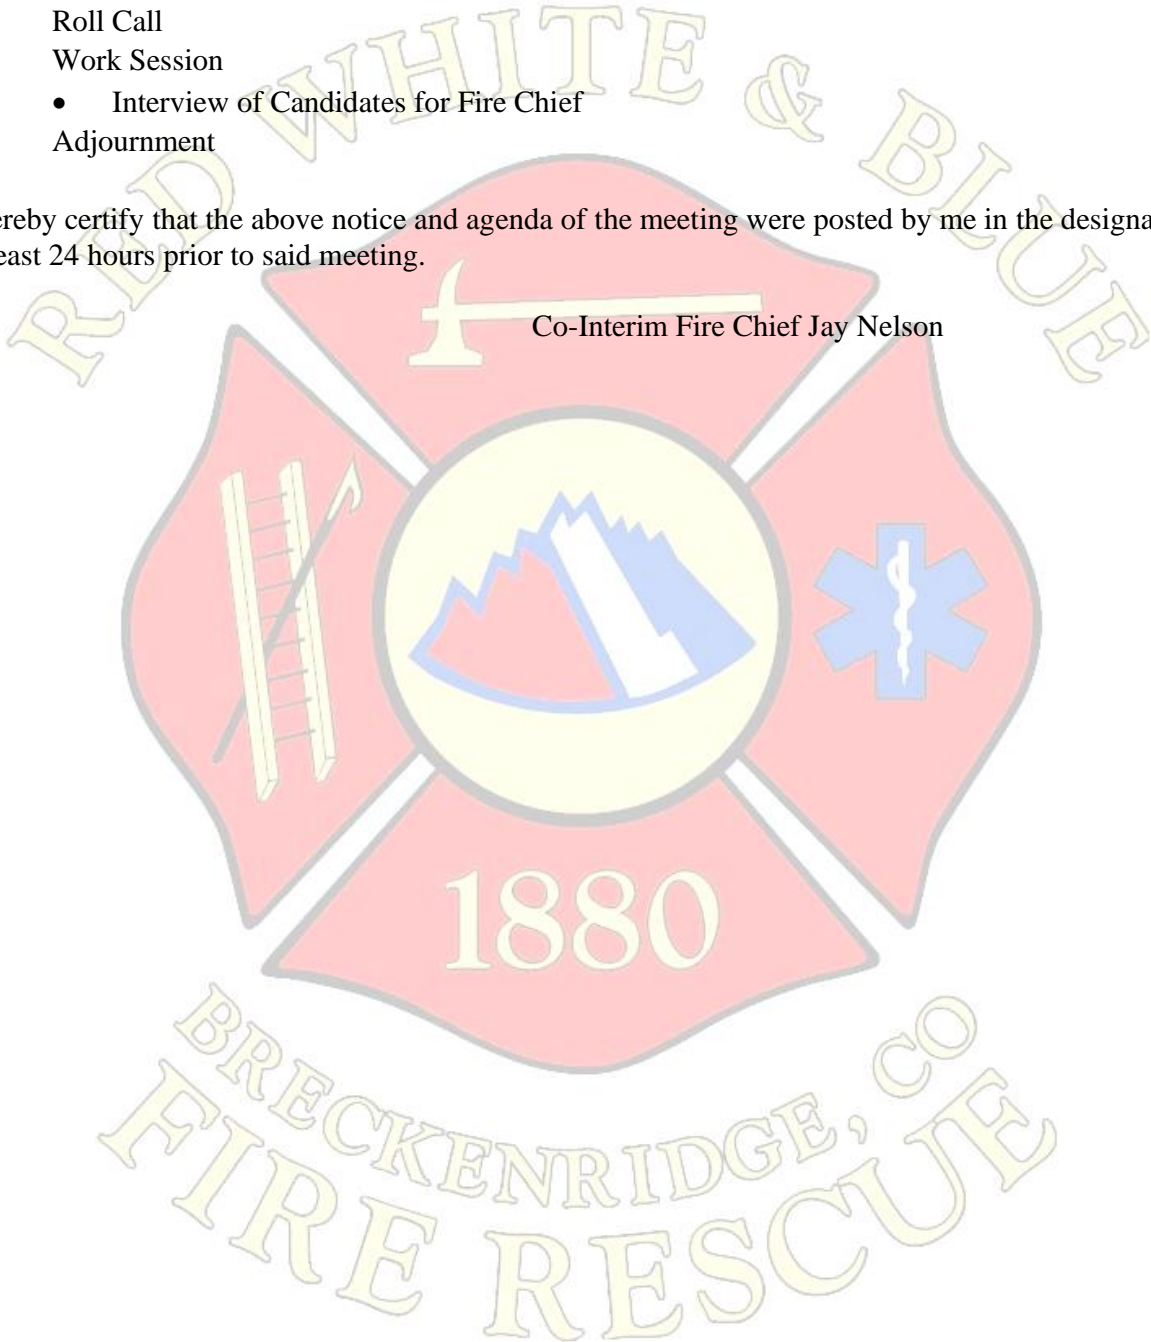 Roll Call
Work Session
• Interview of Candidates for Fire Chief
Adjournment
ereby certify that the above notice and agenda of the meeting were posted by me in the designa
east 24 hours prior to said meeting.
Co-Interim Fire Chief Jay Nelson
RED WHITE & BLUE
1880
BRECKENRIDGE, CO
FIRE RESCUE